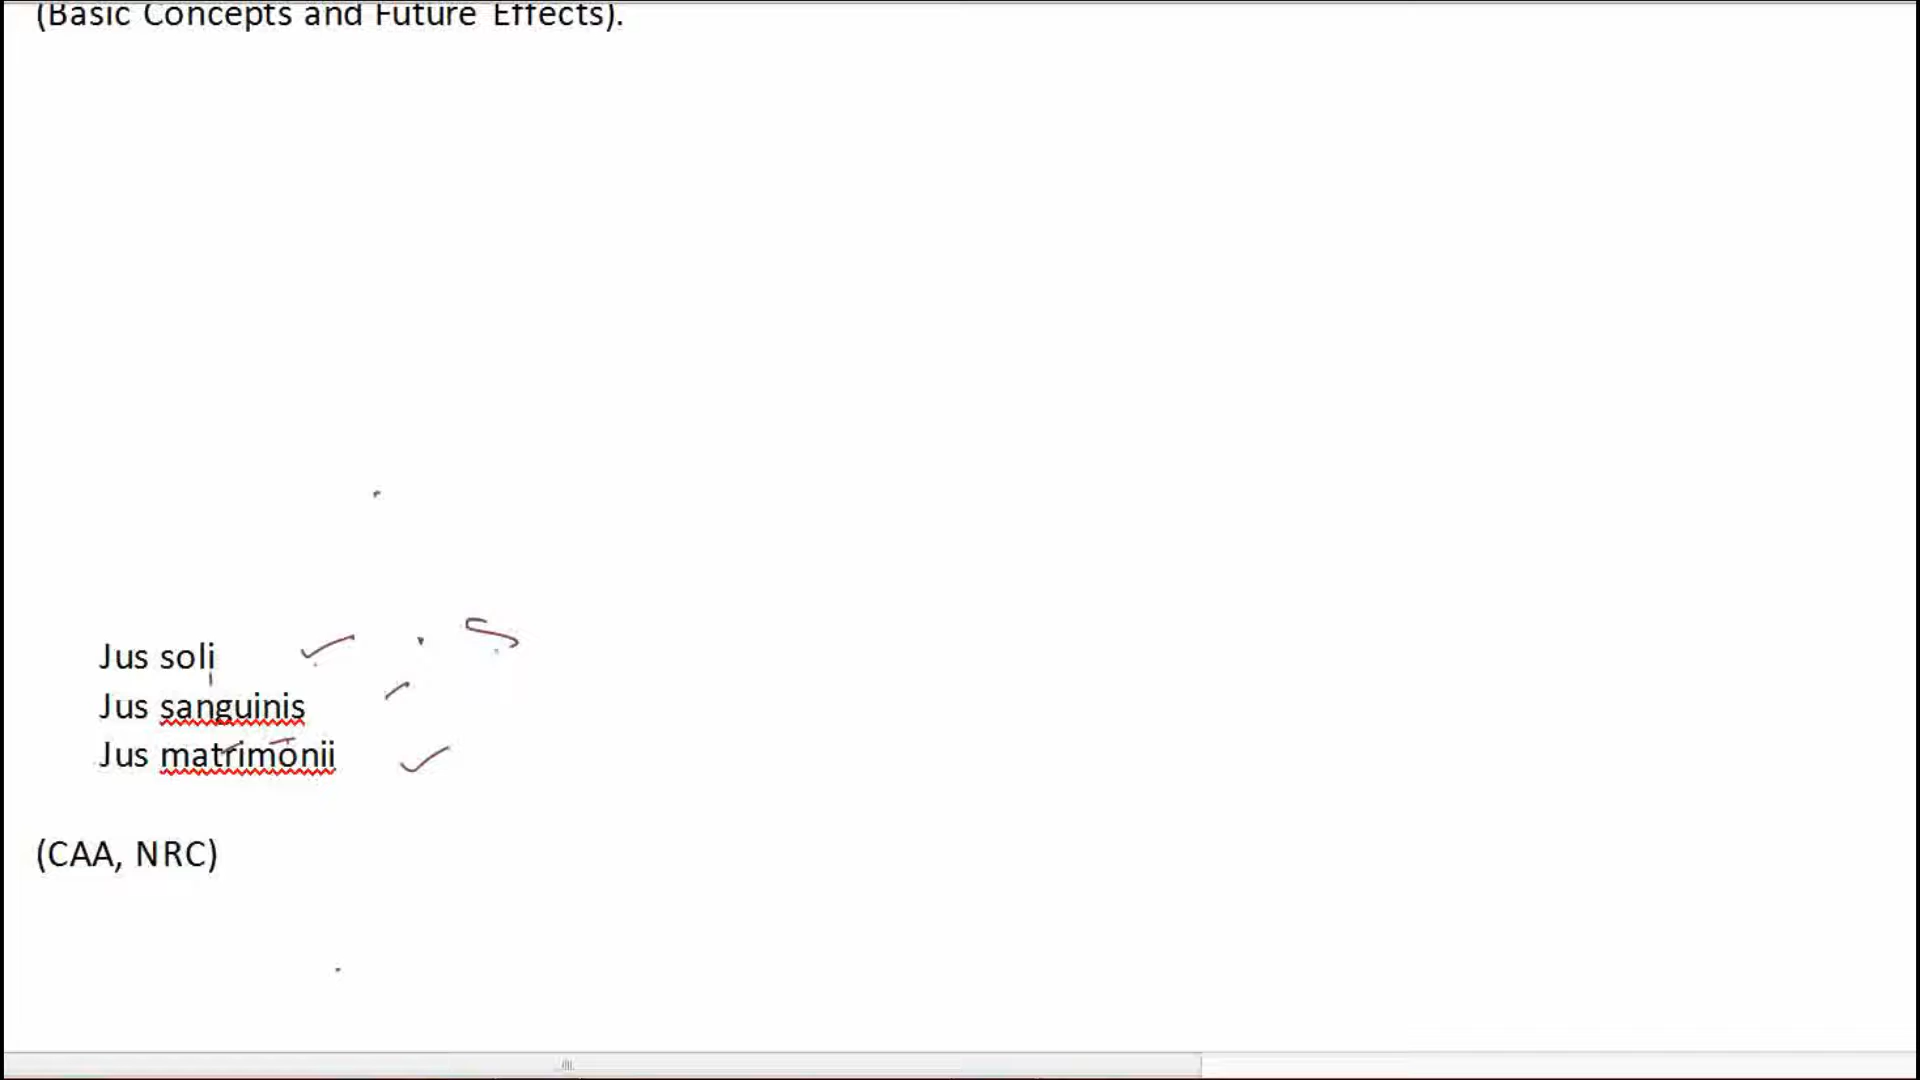 (Basic Concepts and Future Effects).
Jus soli
Jus sanguinis
Jus matrimonii
(CAA, NRC)